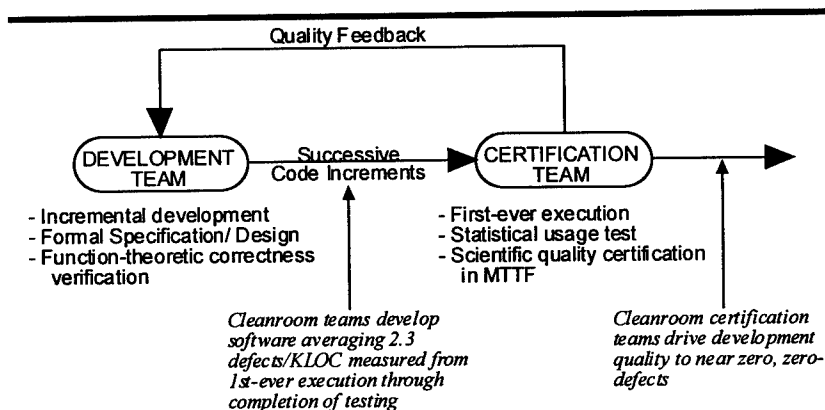 Quality Feedback
DEVELOPMENT
TEAM
Successive
Code Increments
CERTIFICATION
TEAM
- Incremental development
- Formal Specification/ Design
- Function-theoretic correctness
verification
- First-ever execution
- Statistical usage test
- Scientific quality certification
in MTTF
Cleanroom teams develop
software averaging 2.3
defects/KLOC measured from
1st-ever execution through
completion of testing
Cleanroom certification
teams drive development
quality to near zero, zero-
defects